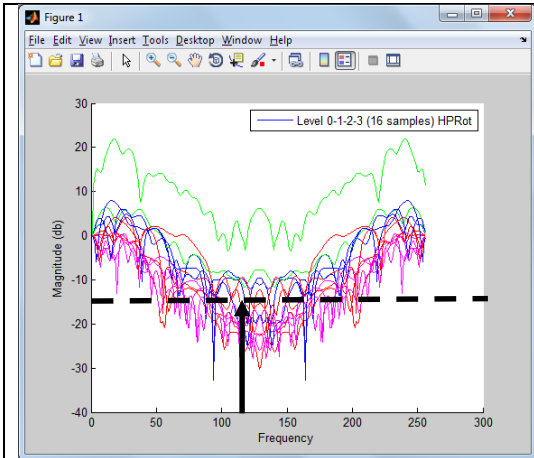 Figure 1
File Edit View Insert Tools Desktop Window Help
30
Level 0-1-2-3 (16 samples) HPRot
20
10
0
-10
-20
-30
-40
Magnitude (db)
0 50 100 150 200 250 300
Frequency